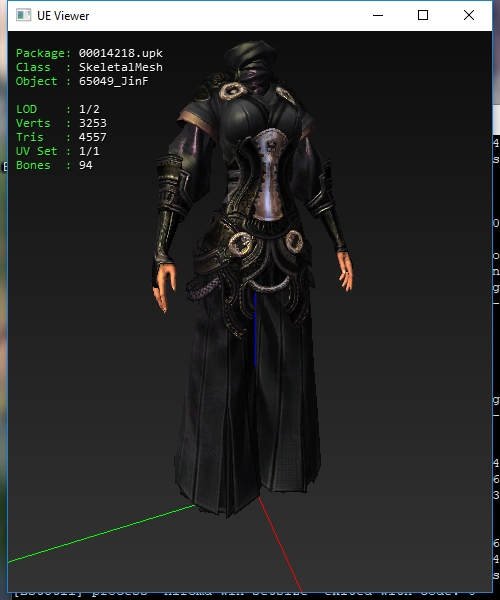 UE Viewer
Package: 00014218.upk
Class : SkeletalMesh
Object : 65049_JinF
LOD : 1/2
Verts : 3253
Tris : 4557
UV Set : 1/1
Bones : 94